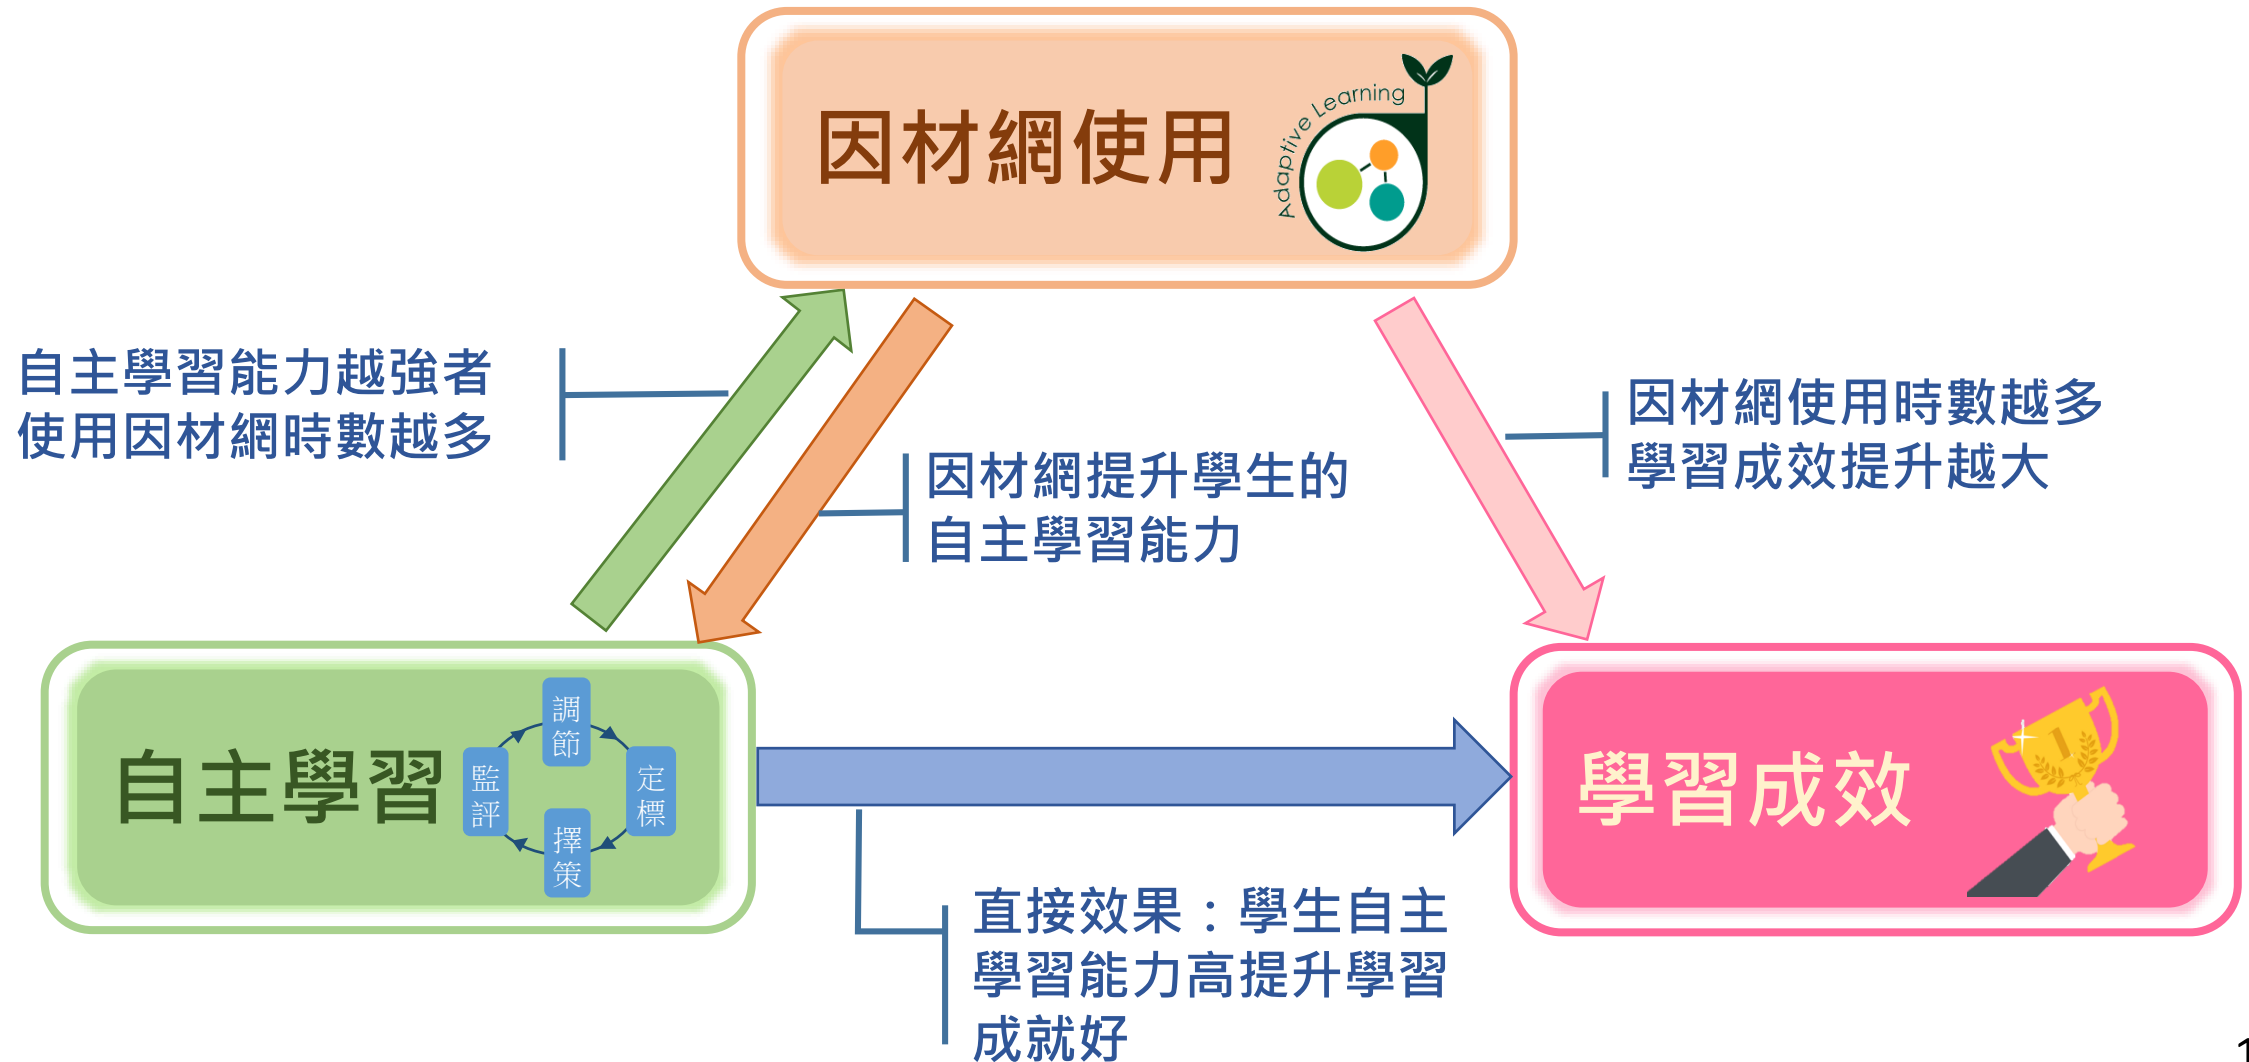 因材網使用
Adaptive Learning
自主學習能力越強者
使用因材網時數越多
因材網提升學生的
自主學習能力
因材網使用時數越多
學習成效提升越大
自主學習
調節
定標
擇策
監評
學習成效
直接效果：學生自主
學習能力高提升學習
成就好
1